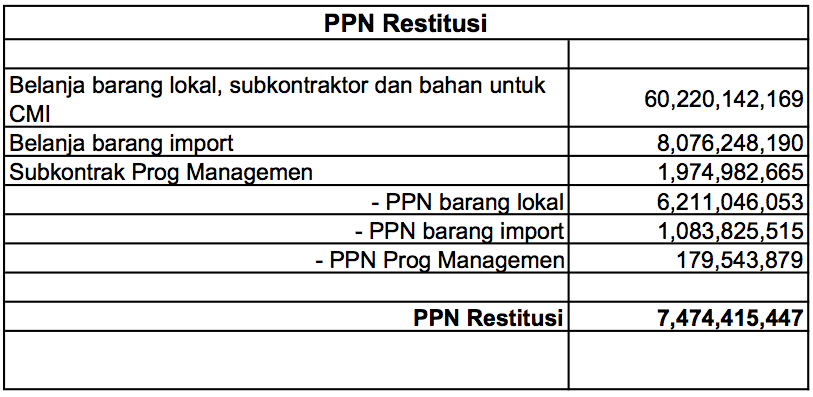 PPN Restitusi
Belanja barang lokal, subkontraktor dan bahan untuk
CMI 60,220,142,169
Belanja barang import 8,076,248,190
Subkontrak Prog Managemen 1,974,982,665
- PPN barang lokal 6,211,046,053
- PPN barang import 1,083,825,515
- PPN Prog Managemen 179,543,879
PPN Restitusi 7,474,415,447